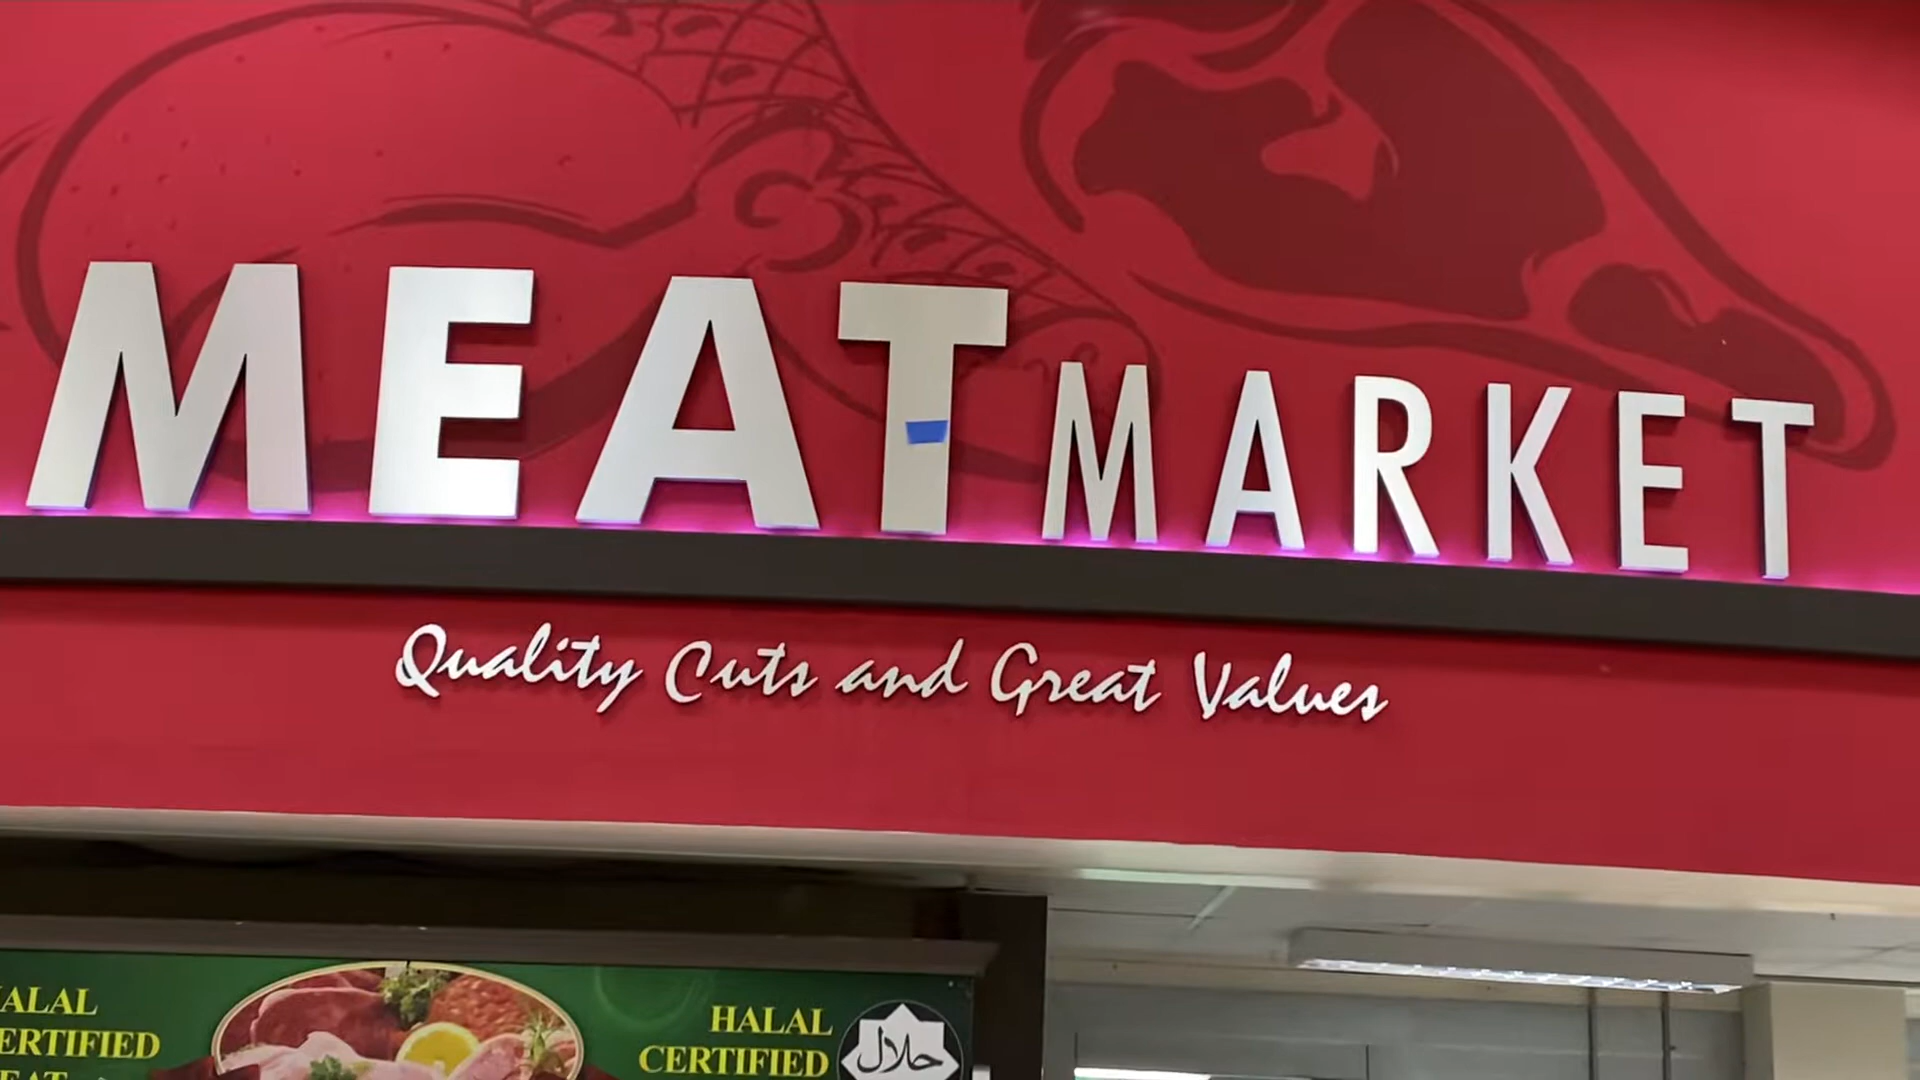 MEAT MARKET
Quality Cuts and Great Values
HALAL
CERTIFIED
HALAL
CERTIFIED
حلال